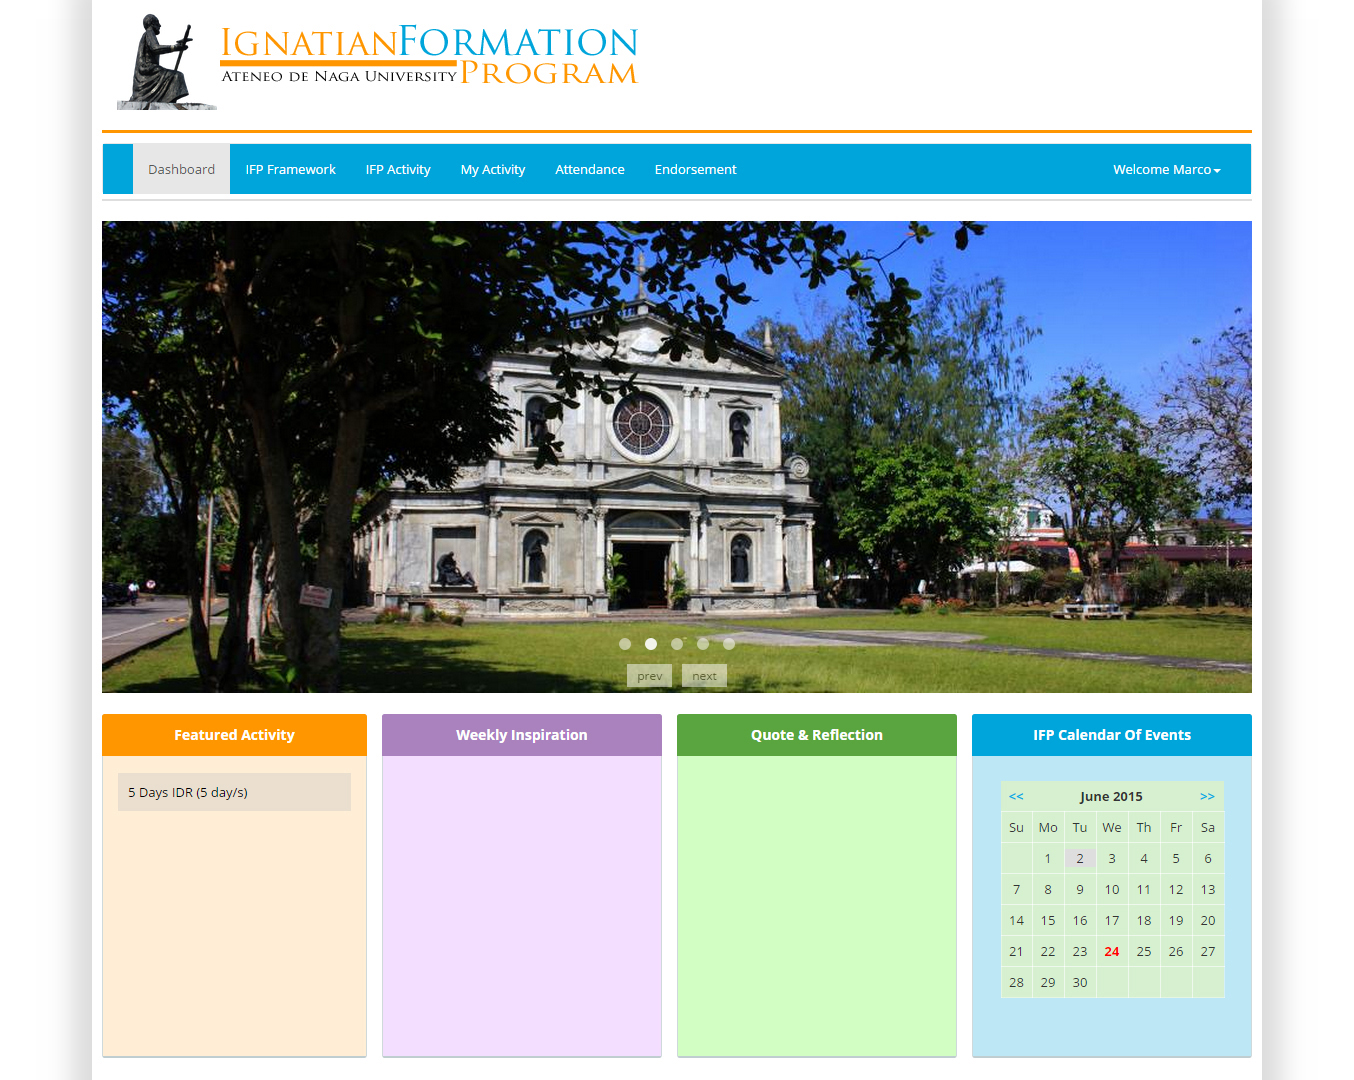 IGNATIANFORMATION
ATENEO DE NAGA UNIVERSITY PROGRAM
Dashboard IFP Framework IFP Activity My Activity Attendance Endorsement Welcome Marco
prev next
Featured Activity
5 Days IDR (5 day/s)
Weekly Inspiration
Quote & Reflection
IFP Calendar Of Events
<< June 2015 >>
Su Mo Tu We Th Fr Sa
1 2 3 4 5 6
7 8 9 10 11 12 13
14 15 16 17 18 19 20
21 22 23 24 25 26 27
28 29 30